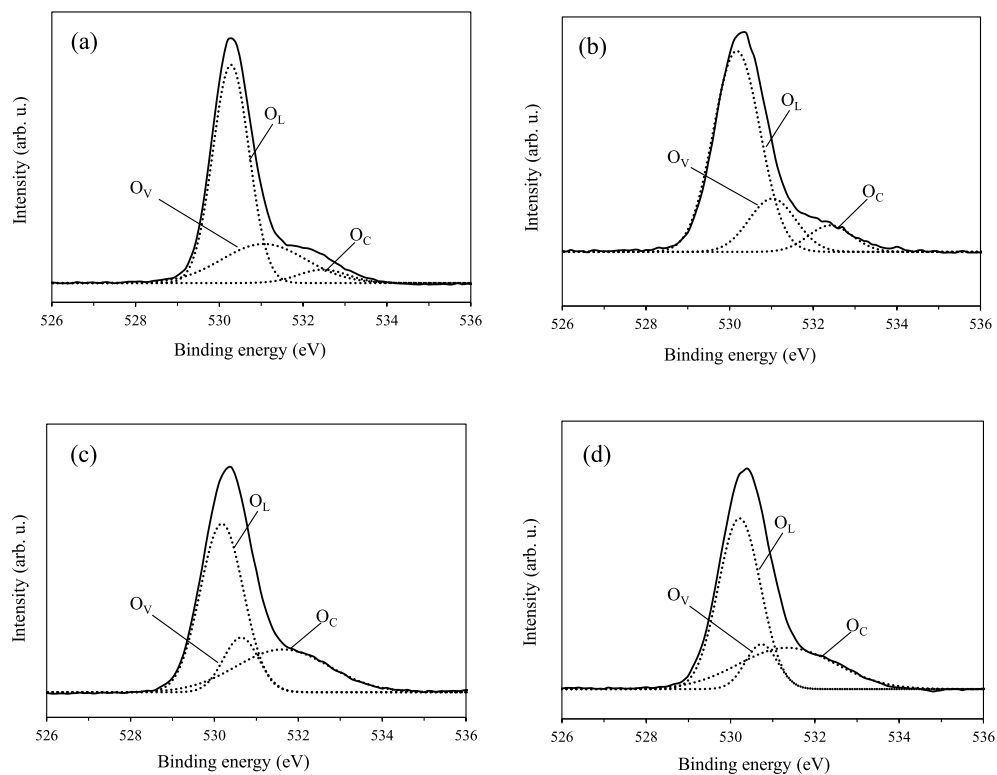 (a)
O_L
O_V
O_C
Intensity (arb. u.)
526 528 530 532 534 536
Binding energy (eV)
(b)
O_L
O_V
O_C
Intensity (arb. u.)
526 528 530 532 534 536
Binding energy (eV)
(c)
O_L
O_V
O_C
Intensity (arb. u.)
526 528 530 532 534 536
Binding energy (eV)
(d)
O_L
O_V
O_C
Intensity (arb. u.)
526 528 530 532 534 536
Binding energy (eV)